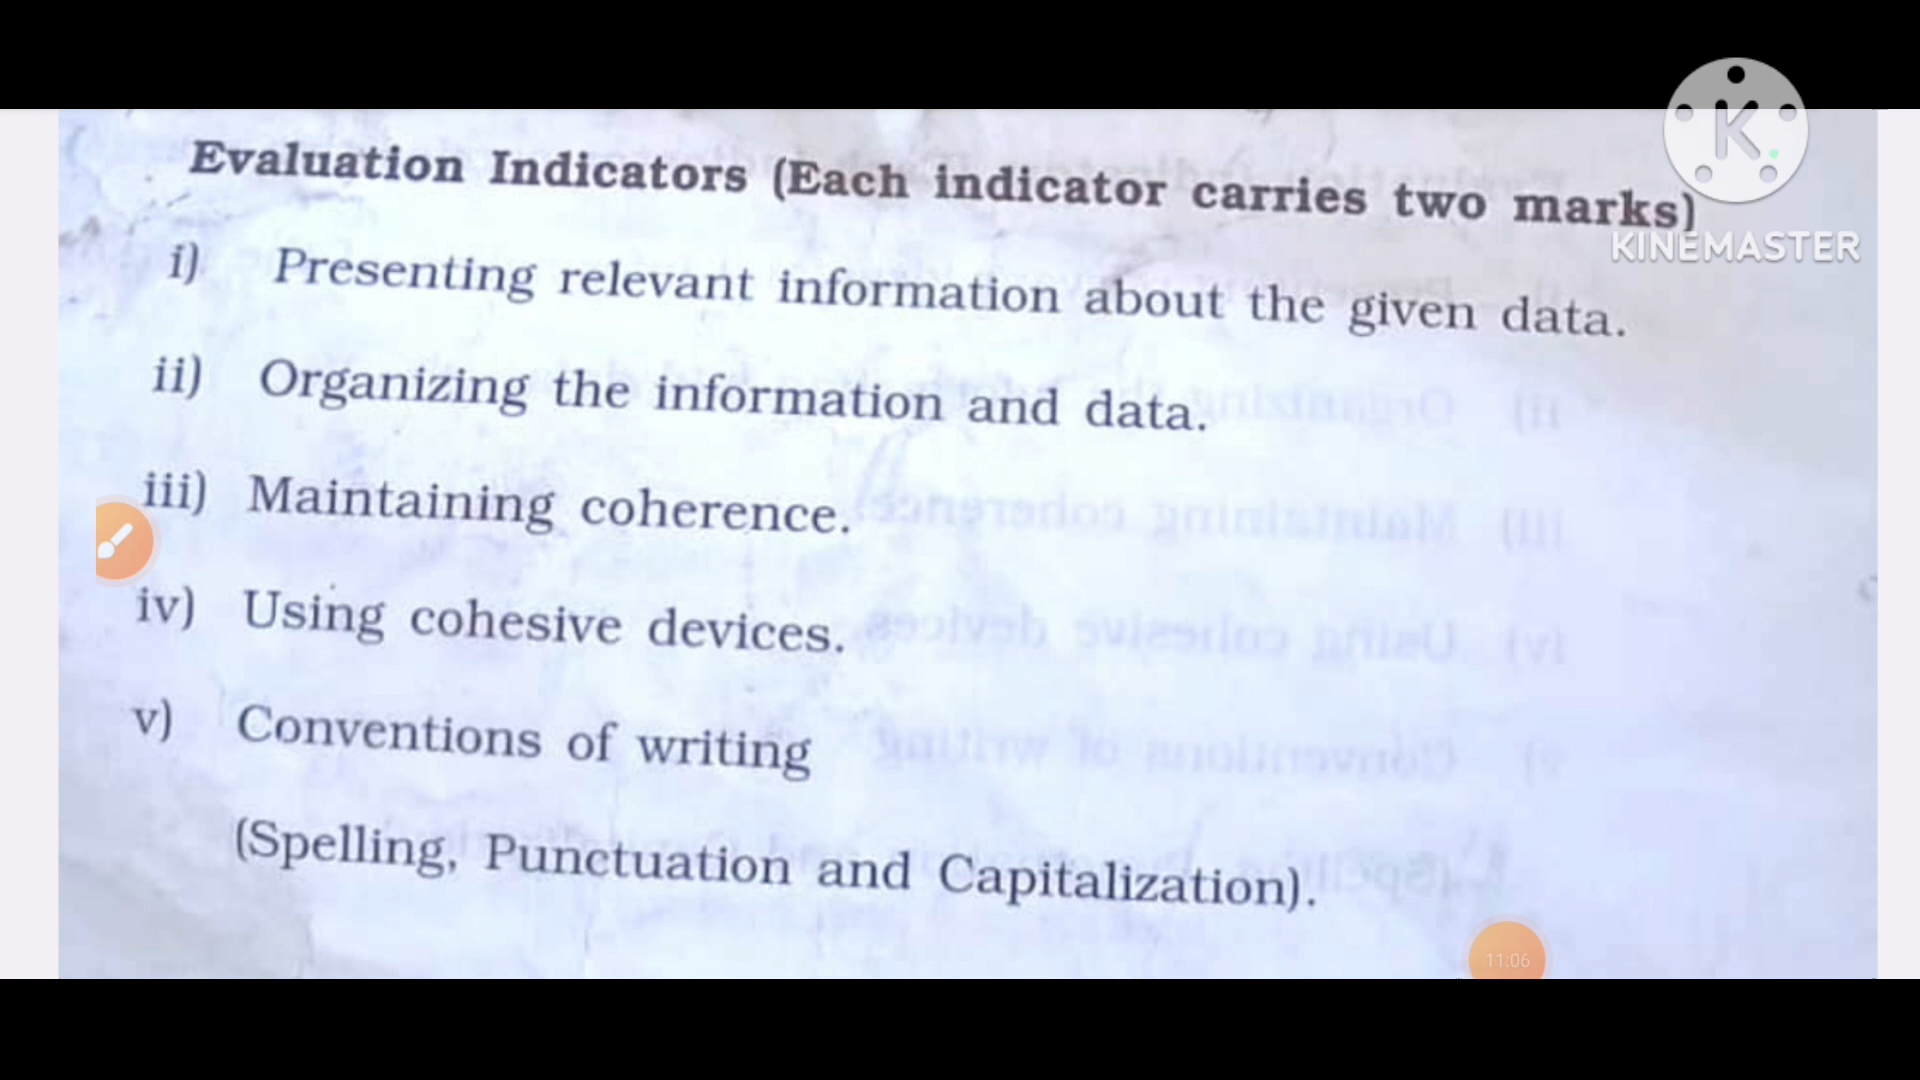 Evaluation Indicators (Each indicator carries two marks)
KINEMASTER
i) Presenting relevant information about the given data.
ii) Organizing the information and data.
iii) Maintaining coherence.
iv) Using cohesive devices.
v) Conventions of writing
(Spelling, Punctuation and Capitalization).
11:06